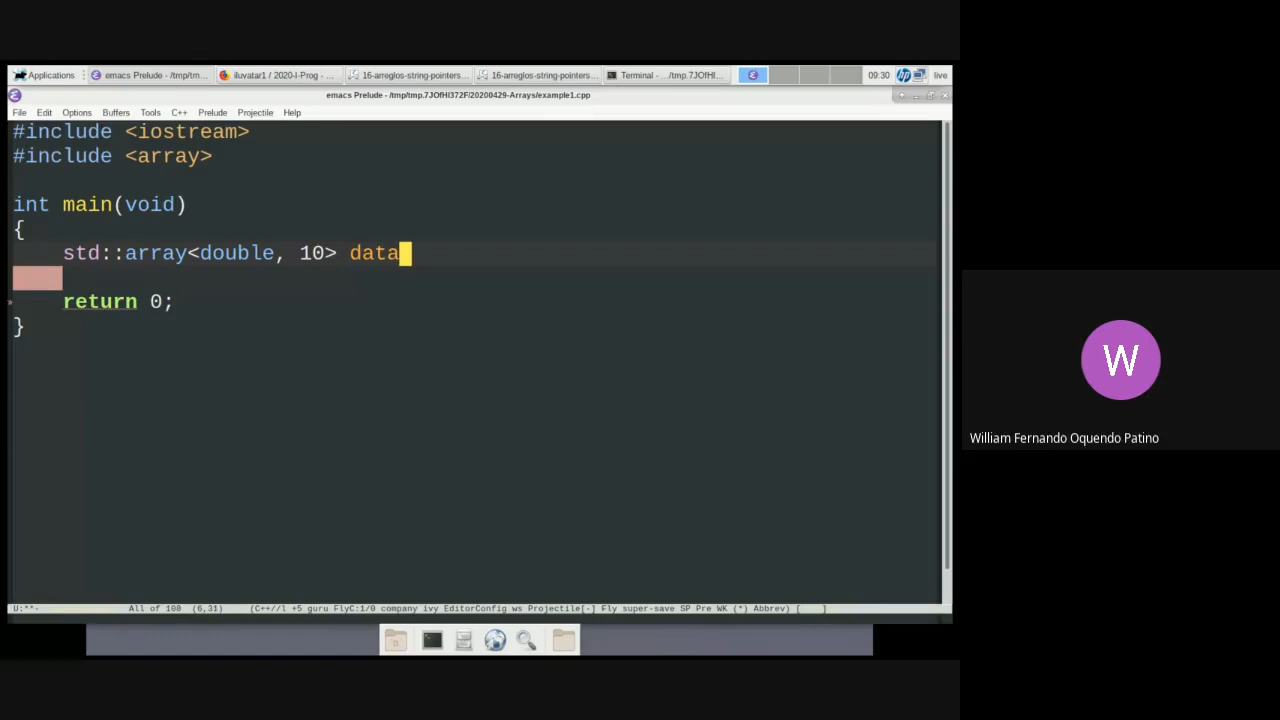 Applications
emacs Prelude - /tmp/tm...
iluvatar1 / 2020-I-Prog - ...
16-arreglos-string-pointers...
16-arreglos-string-pointers...
Terminal - .../tmp.7JOfHI...
09:30
hp
live
emacs Prelude - /tmp/tmp.7JOfHI372F/20200429-Arrays/example1.cpp
File Edit Options Buffers Tools C++ Prelude Projectile Help
#include <iostream>
#include <array>
int main(void)
{
std::array<double, 10> data
return 0;
}
U:**- All of 108 (6,31) (C++//l +5 guru FlyC:1/0 company ivy EditorConfig ws Projectile[-] Fly super-save SP Pre WK (*) Abbrev) [ ]
W
William Fernando Oquendo Patino